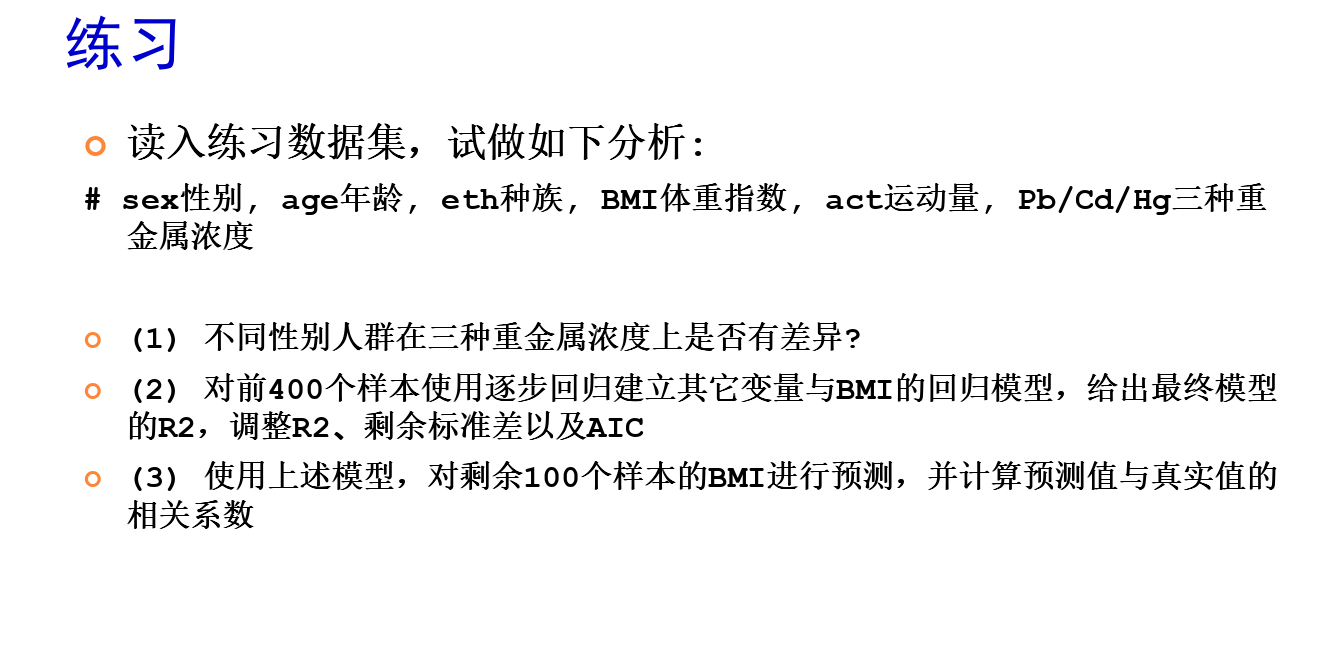 练习
读入练习数据集，试做如下分析:
# sex性别, age年龄, eth种族, BMI体重指数, act运动量, Pb/Cd/Hg三种重
金属浓度
(1) 不同性别人群在三种重金属浓度上是否有差异?
(2) 对前400个样本使用逐步回归建立其它变量与BMI的回归模型，给出最终模型
的R2，调整R2、剩余标准差以及AIC
(3) 使用上述模型，对剩余100个样本的BMI进行预测，并计算预测值与真实值的
相关系数